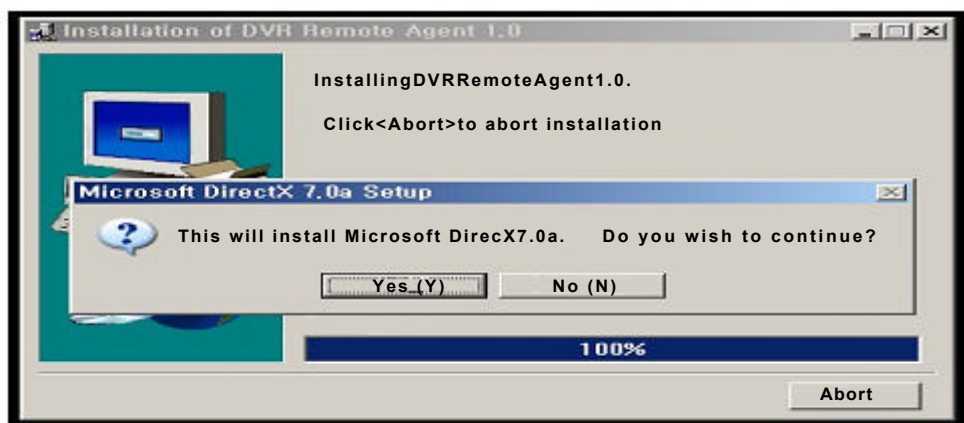 Installation of DVR Remote Agent 1.0
InstallingDVRRemoteAgent1.0.
Click<Abort>to abort installation
Microsoft DirectX 7.0a Setup
This will install Microsoft DirecX7.0a. Do you wish to continue?
Yes (Y) No (N)
100%
Abort